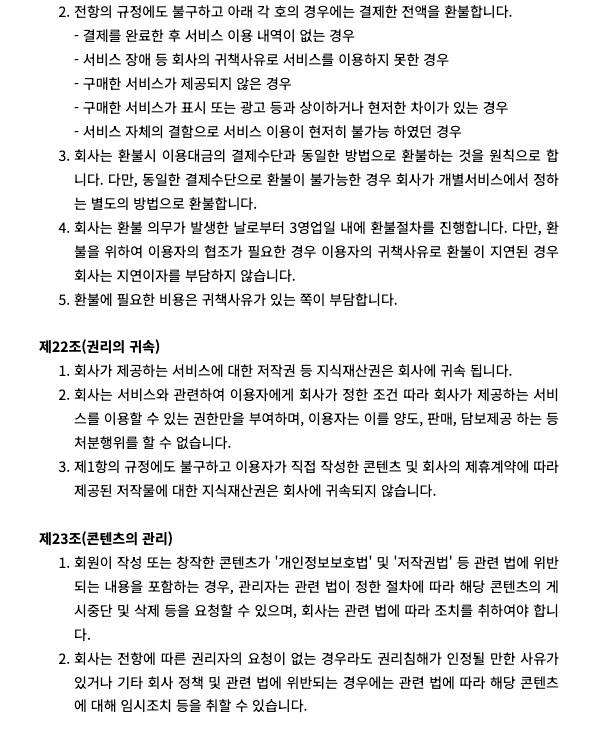 2. 전항의 규정에도 불구하고 아래 각 호의 경우에는 결제한 전액을 환불합니다.
- 결제를 완료한 후 서비스 이용 내역이 없는 경우
- 서비스 장애 등 회사의 귀책사유로 서비스를 이용하지 못한 경우
- 구매한 서비스가 제공되지 않은 경우
- 구매한 서비스가 표시 또는 광고 등과 상이하거나 현저한 차이가 있는 경우
- 서비스 자체의 결함으로 서비스 이용이 현저히 불가능 하였던 경우
3. 회사는 환불시 이용대금의 결제수단과 동일한 방법으로 환불하는 것을 원칙으로 합
니다. 다만, 동일한 결제수단으로 환불이 불가능한 경우 회사가 개별서비스에서 정하
는 별도의 방법으로 환불합니다.
4. 회사는 환불 의무가 발생한 날로부터 3영업일 내에 환불절차를 진행합니다. 다만, 환
불을 위하여 이용자의 협조가 필요한 경우 이용자의 귀책사유로 환불이 지연된 경우
회사는 지연이자를 부담하지 않습니다.
5. 환불에 필요한 비용은 귀책사유가 있는 쪽이 부담합니다.
제22조(권리의 귀속)
1. 회사가 제공하는 서비스에 대한 저작권 등 지식재산권은 회사에 귀속 됩니다.
2. 회사는 서비스와 관련하여 이용자에게 회사가 정한 조건 따라 회사가 제공하는 서비
스를 이용할 수 있는 권한만을 부여하며, 이용자는 이를 양도, 판매, 담보제공 하는 등
처분행위를 할 수 없습니다.
3. 제1항의 규정에도 불구하고 이용자가 직접 작성한 콘텐츠 및 회사의 제휴계약에 따라
제공된 저작물에 대한 지식재산권은 회사에 귀속되지 않습니다.
제23조(콘텐츠의 관리)
1. 회원이 작성 또는 창작한 콘텐츠가 '개인정보보호법' 및 '저작권법' 등 관련 법에 위반
되는 내용을 포함하는 경우, 관리자는 관련 법이 정한 절차에 따라 해당 콘텐츠의 게
시중단 및 삭제 등을 요청할 수 있으며, 회사는 관련 법에 따라 조치를 취하여야 합니
다.
2. 회사는 전항에 따른 권리자의 요청이 없는 경우라도 권리침해가 인정될 만한 사유가
있거나 기타 회사 정책 및 관련 법에 위반되는 경우에는 관련 법에 따라 해당 콘텐츠
에 대해 임시조치 등을 취할 수 있습니다.